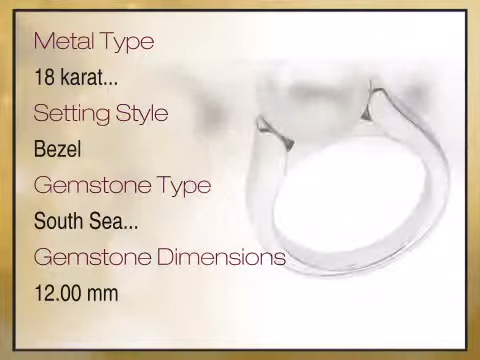 Metal Type
18 karat...
Setting Style
Bezel
Gemstone Type
South Sea...
Gemstone Dimensions
12.00 mm